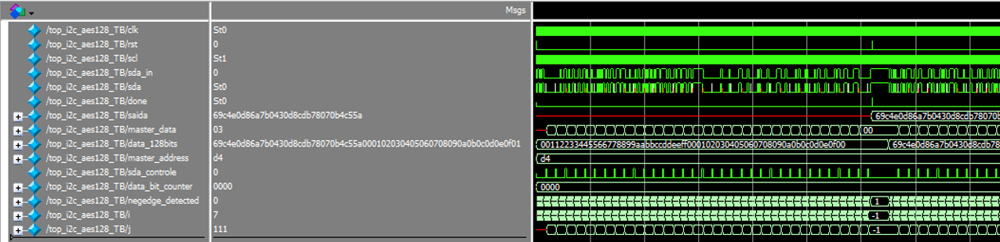 Msgs
/top_i2c_aes128_TB/clk St0
/top_i2c_aes128_TB/rst 0
/top_i2c_aes128_TB/scl St1
/top_i2c_aes128_TB/sda_in 0
/top_i2c_aes128_TB/sda St0
/top_i2c_aes128_TB/done St0
/top_i2c_aes128_TB/saida 69c4e0d86a7b0430d8cdb78070b4c55a 69c4e0d86a7b0430d8cdb78070b
/top_i2c_aes128_TB/master_data 03 00
/top_i2c_aes128_TB/data_128bits 69c4e0d86a7b0430d8cdb78070b4c55a000102030405060708090a0b0c0d0e0f01 00112233445566778899aabbccddeeff000102030405060708090a0b0c0d0e0f00 69c4e0d86a7b0430d8cdb78
/top_i2c_aes128_TB/master_address d4 d4
/top_i2c_aes128_TB/sda_controle 0
/top_i2c_aes128_TB/data_bit_counter 0000 0000
/top_i2c_aes128_TB/negedge_detected 0 1
/top_i2c_aes128_TB/i 7 -1
/top_i2c_aes128_TB/j 111 -1